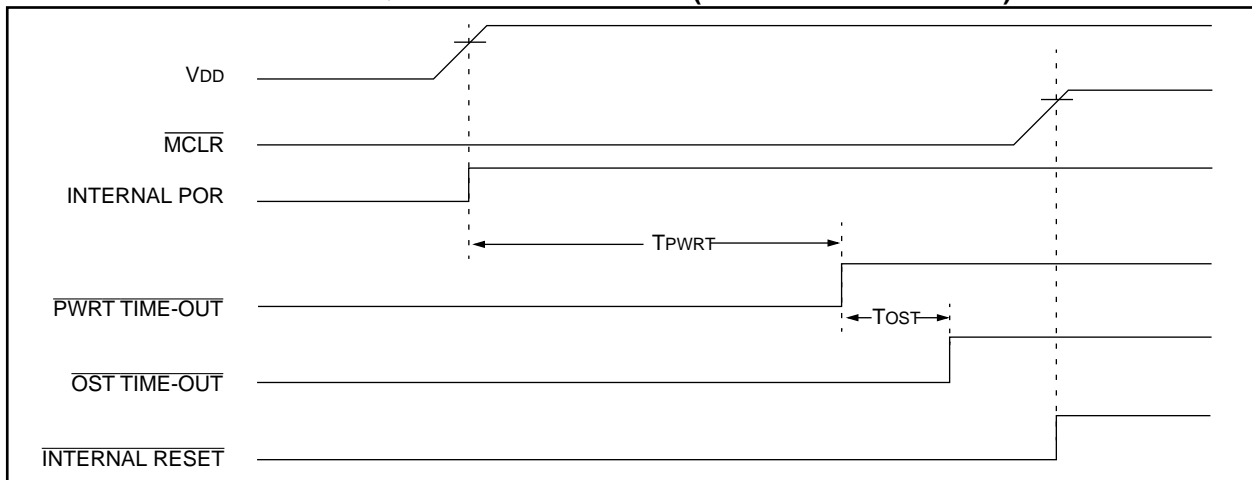 VDD
MCLR
INTERNAL POR
TPWRT
PWRT TIME-OUT
TOST
OST TIME-OUT
INTERNAL RESET